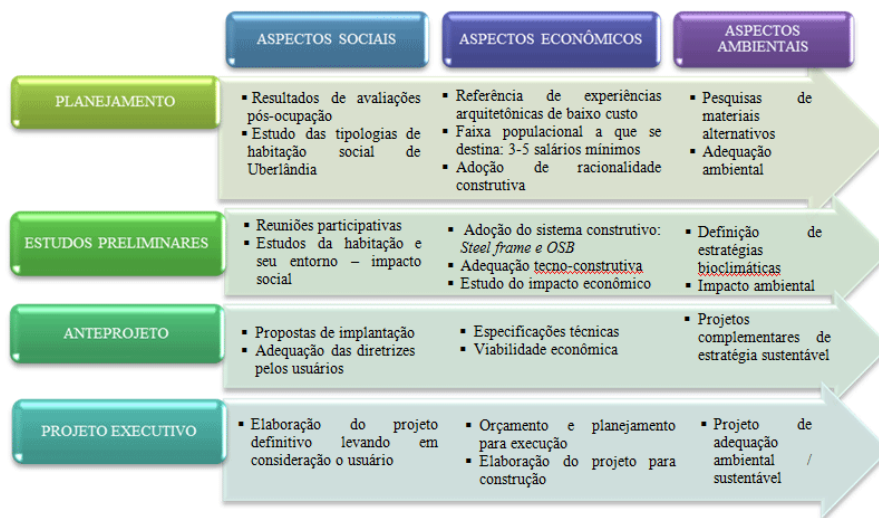 ASPECTOS SOCIAIS
ASPECTOS ECONÔMICOS
ASPECTOS
AMBIENTAIS
PLANEJAMENTO
▪ Resultados de avaliações
pós-ocupação
▪ Estudo das tipologias de
habitação social de
Uberlândia
▪ Referência de experiências
arquitetônicas de baixo custo
▪ Faixa populacional a que se
destina: 3-5 salários mínimos
▪ Adoção de racionalidade
construtiva
▪ Pesquisas de
materiais
alternativos
▪ Adequação
ambiental
ESTUDOS PRELIMINARES
▪ Reuniões participativas
▪ Estudos da habitação e
seu entorno – impacto
social
▪ Adoção do sistema construtivo:
Steel frame e OSB
▪ Adequação tecno-construtiva
▪ Estudo do impacto econômico
▪ Definição de
estratégias
bioclimáticas
▪ Impacto ambiental
ANTEPROJETO
▪ Propostas de implantação
▪ Adequação das diretrizes
pelos usuários
▪ Especificações técnicas
▪ Viabilidade econômica
▪ Projetos
complementares de
estratégia sustentável
PROJETO EXECUTIVO
▪ Elaboração do projeto
definitivo levando em
consideração o usuário
▪ Orçamento e planejamento
para execução
▪ Elaboração do projeto para
construção
▪ Projeto de
adequação
ambiental /
sustentável